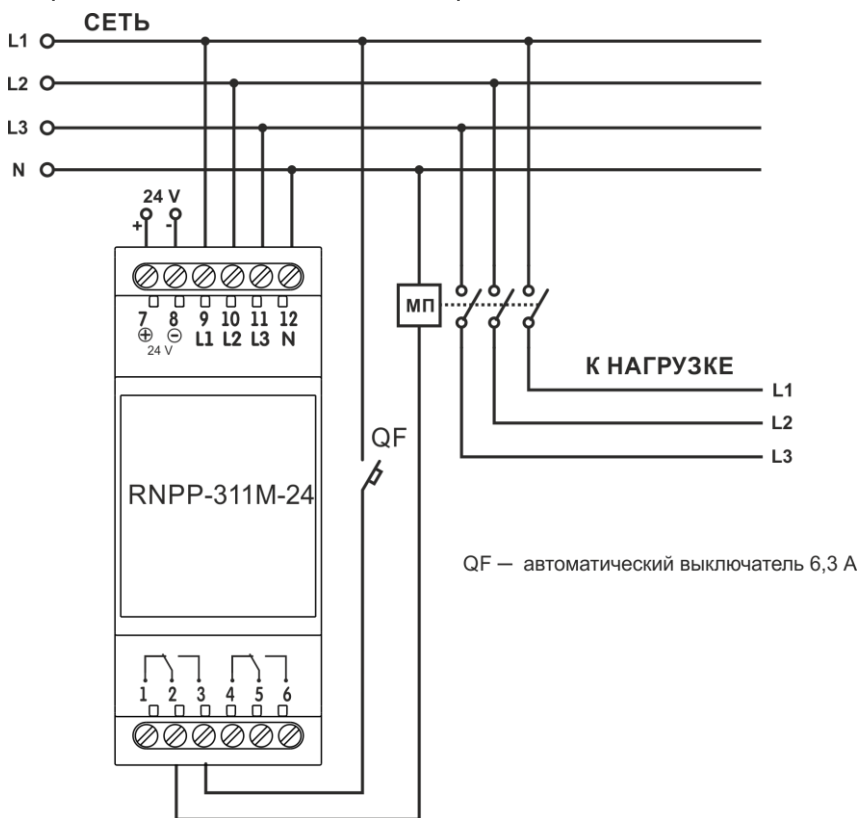 СЕТЬ
L1
L2
L3
N
24 V
+ -
7 8 9 10 11 12
+ - L1 L2 L3 N
24 V
МП
К НАГРУЗКЕ
L1
L2
L3
QF
RNPP-311M-24
QF — автоматический выключатель 6,3 А
1 2 3 4 5 6